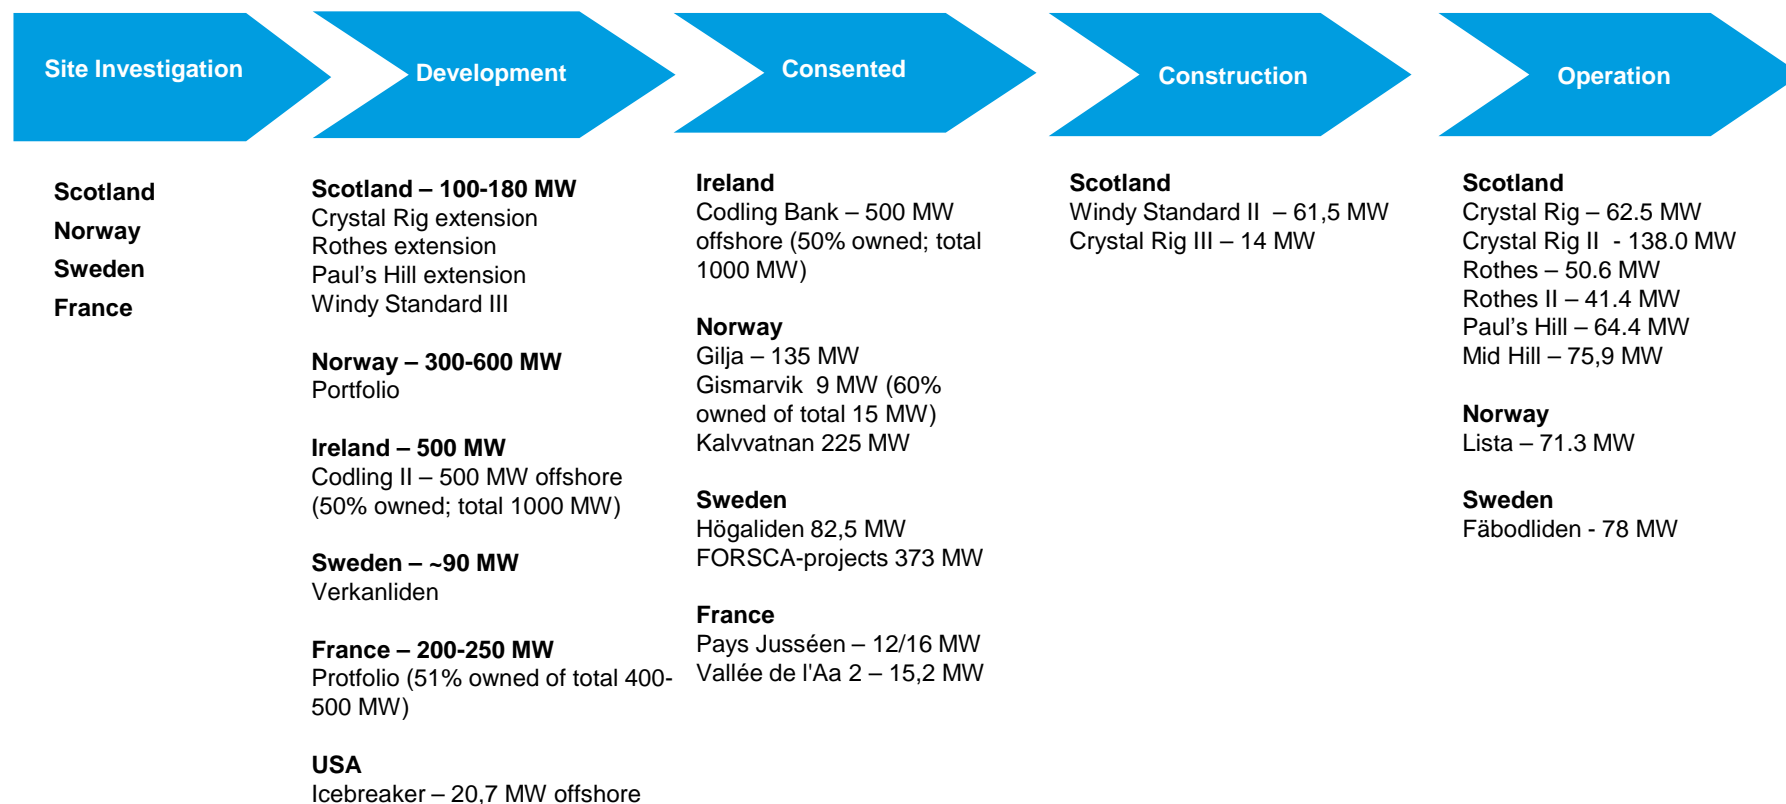 Site Investigation
Development
Consented
Construction
Operation
Scotland
Norway
Sweden
France
Scotland – 100-180 MW
Crystal Rig extension
Rothes extension
Paul’s Hill extension
Windy Standard III
Norway – 300-600 MW
Portfolio
Ireland – 500 MW
Codling II – 500 MW offshore
(50% owned; total 1000 MW)
Sweden – ~90 MW
Verkanliden
France – 200-250 MW
Protfolio (51% owned of total 400-
500 MW)
USA
Icebreaker – 20,7 MW offshore
Ireland
Codling Bank – 500 MW
offshore (50% owned; total
1000 MW)
Norway
Gilja – 135 MW
Gismarvik  9 MW (60%
owned of total 15 MW)
Kalvvatnan 225 MW
Sweden
Högaliden 82,5 MW
FORSCA-projects 373 MW
France
Pays Jusséen – 12/16 MW
Vallée de l'Aa 2 – 15,2 MW
Scotland
Windy Standard II  – 61,5 MW
Crystal Rig III – 14 MW
Scotland
Crystal Rig – 62.5 MW
Crystal Rig II  - 138.0 MW
Rothes – 50.6 MW
Rothes II – 41.4 MW
Paul’s Hill – 64.4 MW
Mid Hill – 75,9 MW
Norway
Lista – 71.3 MW
Sweden
Fäbodliden - 78 MW